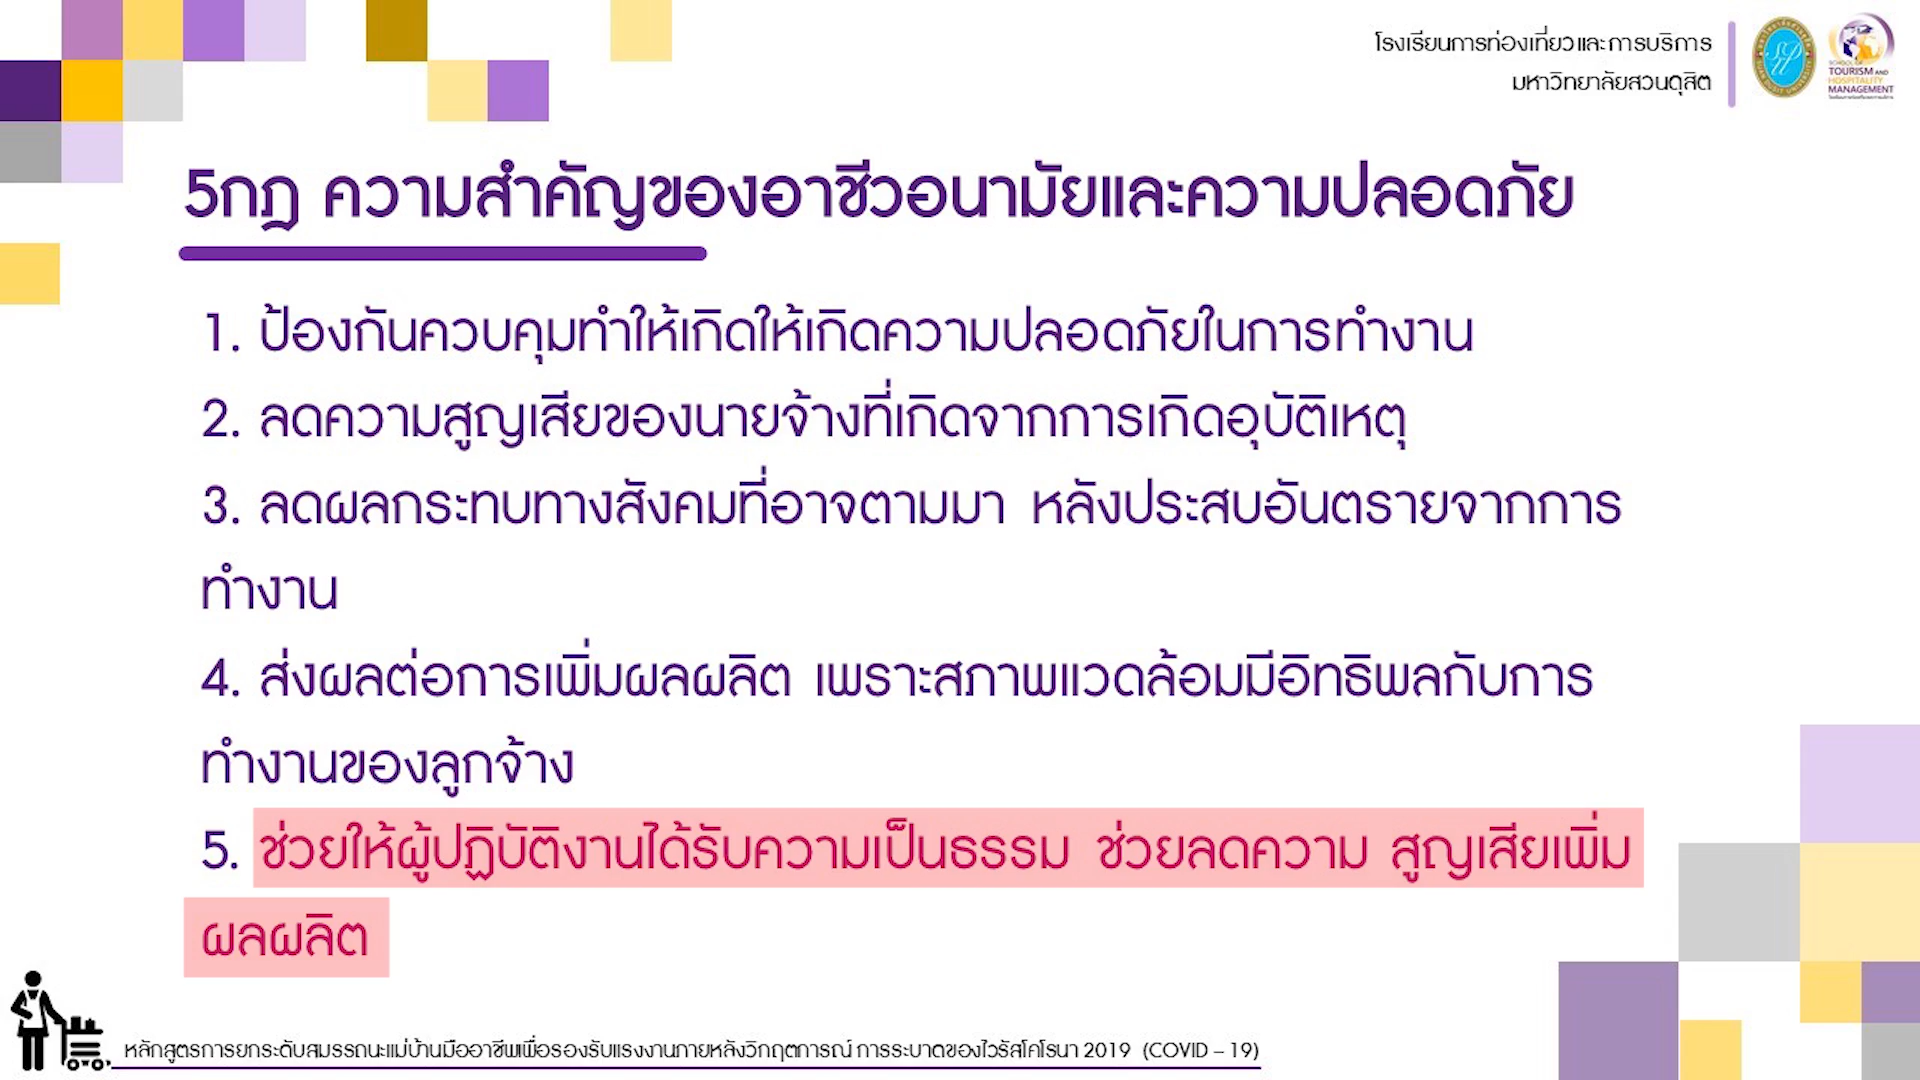 โรงเรียนการท่องเที่ยวและการบริการ
มหาวิทยาลัยสวนดุสิต
SCHOOL OF
TOURISM AND
HOSPITALITY
MANAGEMENT
5กฎ ความสำคัญของอาชีวอนามัยและความปลอดภัย
1. ป้องกันควบคุมทำให้เกิดให้เกิดความปลอดภัยในการทำงาน
2. ลดความสูญเสียของนายจ้างที่เกิดจากการเกิดอุบัติเหตุ
3. ลดผลกระทบทางสังคมที่อาจตามมา หลังประสบอันตรายจากการ
ทำงาน
4. ส่งผลต่อการเพิ่มผลผลิต เพราะสภาพแวดล้อมมีอิทธิพลกับการ
ทำงานของลูกจ้าง
5. ช่วยให้ผู้ปฏิบัติงานได้รับความเป็นธรรม ช่วยลดความ สูญเสียเพิ่ม
ผลผลิต
หลักสูตรการยกระดับสมรรถนะแม่บ้านมืออาชีพเพื่อรองรับแรงงานภายหลังวิกฤตการณ์ การระบาดของไวรัสโคโรนา 2019 (COVID – 19)